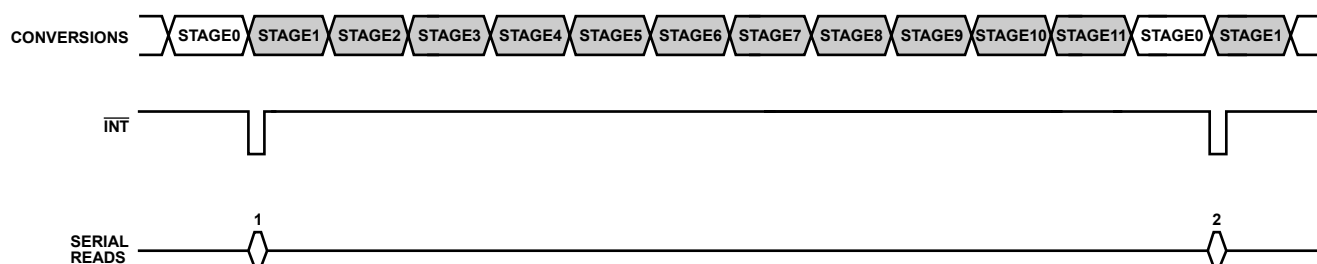 CONVERSIONS STAGE0 STAGE1 STAGE2 STAGE3 STAGE4 STAGE5 STAGE6 STAGE7 STAGE8 STAGE9 STAGE10 STAGE11 STAGE0 STAGE1
INT
1 2
SERIAL
READS